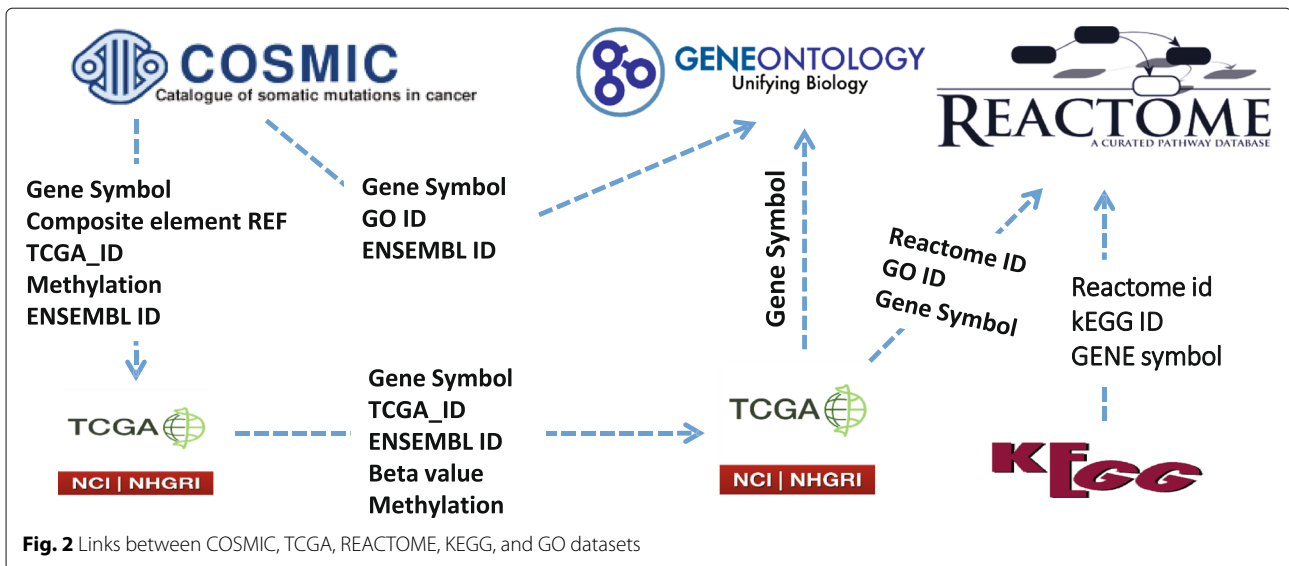 COSMIC
Catalogue of somatic mutations in cancer
GENEONTOLOGY
Unifying Biology
REACTOME
A CURATED PATHWAY DATABASE
Gene Symbol
Composite element REF
TCGA_ID
Methylation
ENSEMBL ID
Gene Symbol
GO ID
ENSEMBL ID
Gene Symbol
Reactome ID
GO ID
Gene Symbol
Reactome id
kEGG ID
GENE symbol
TCGA
NCI | NHGRI
Gene Symbol
TCGA_ID
ENSEMBL ID
Beta value
Methylation
TCGA
NCI | NHGRI
KEGG
Fig. 2 Links between COSMIC, TCGA, REACTOME, KEGG, and GO datasets